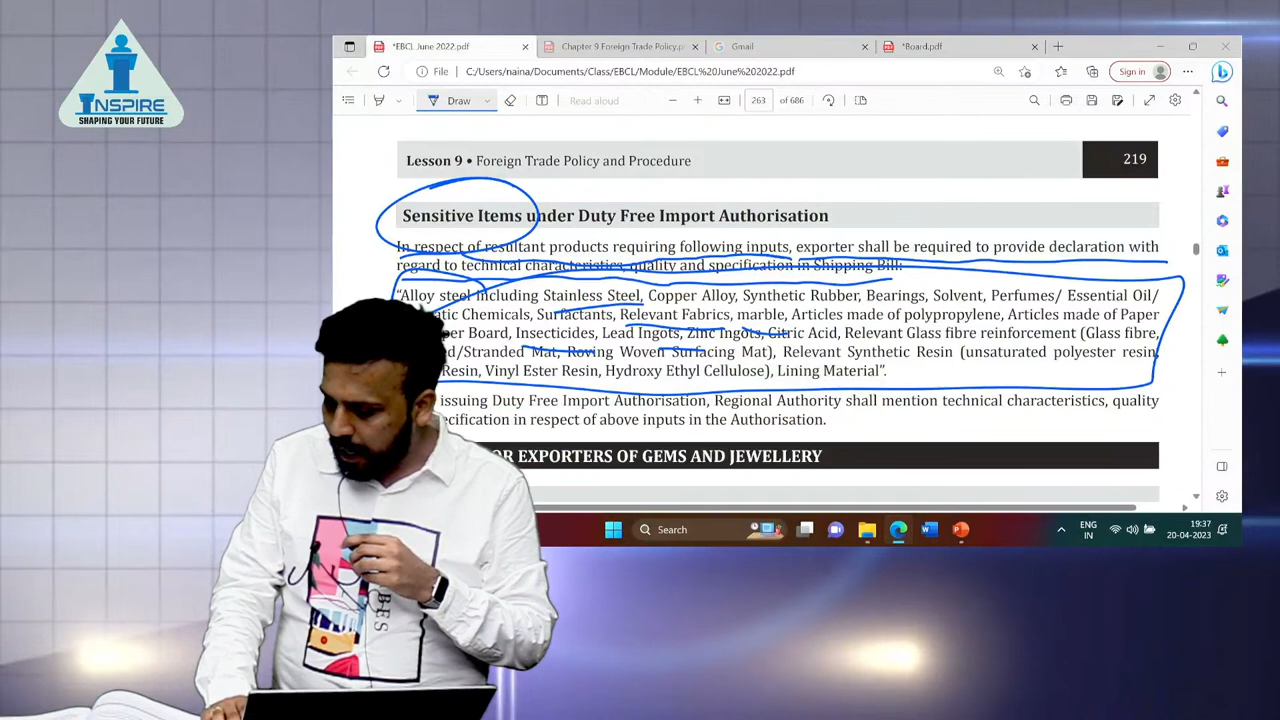 INSPIRE
SHAPING YOUR FUTURE
*EBCL June 2022.pdf
Chapter 9 Foreign Trade Policy.p
Gmail
*Board.pdf
File
C:/Users/naina/Documents/Class/EBCL/Module/EBCL%20June%202022.pdf
Sign in
Draw
Read aloud
263
of 686
Lesson 9 • Foreign Trade Policy and Procedure
219
Sensitive Items under Duty Free Import Authorisation
In respect of resultant products requiring following inputs, exporter shall be required to provide declaration with
regard to technical characteristics, quality and specification in Shipping Bill:
“Alloy steel including Stainless Steel, Copper Alloy, Synthetic Rubber, Bearings, Solvent, Perfumes/ Essential Oil/
Chemicals, Surfactants, Relevant Fabrics, marble, Articles made of polypropylene, Articles made of Paper
Board, Insecticides, Lead Ingots, Zinc Ingots, Citric Acid, Relevant Glass fibre reinforcement (Glass fibre,
/Stranded Mat, Roving Woven Surfacing Mat), Relevant Synthetic Resin (unsaturated polyester resin,
Resin, Vinyl Ester Resin, Hydroxy Ethyl Cellulose), Lining Material”.
issuing Duty Free Import Authorisation, Regional Authority shall mention technical characteristics, quality
in respect of above inputs in the Authorisation.
EXPORTERS OF GEMS AND JEWELLERY
Search
ENG
IN
19:37
20-04-2023